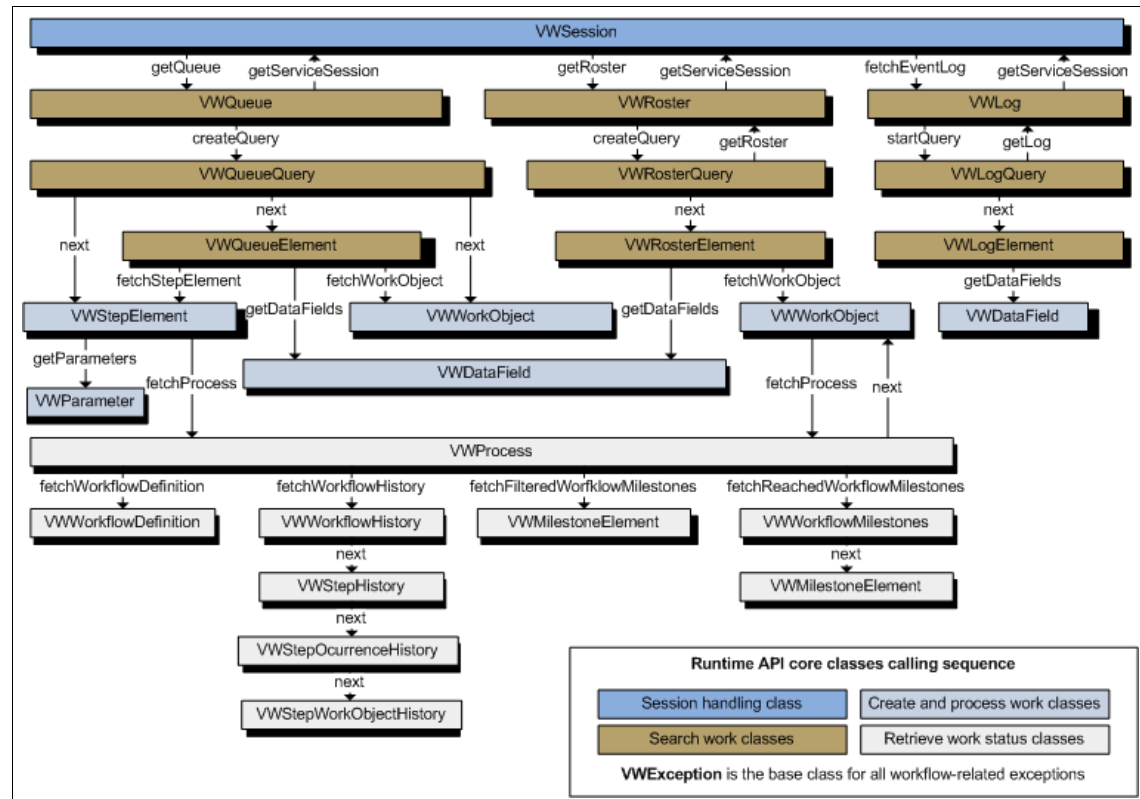 VWSession
getQueue
getServiceSession
getRoster
getServiceSession
fetchEventLog
getServiceSession
VWQueue
VWRoster
VWLog
createQuery
createQuery
getRoster
startQuery
getLog
VWQueueQuery
VWRosterQuery
VWLogQuery
next
next
next
next
next
VWQueueElement
VWRosterElement
VWLogElement
fetchStepElement
fetchWorkObject
fetchWorkObject
getDataFields
getDataFields
getDataFields
VWStepElement
VWWorkObject
VWWorkObject
VWDataField
getParameters
fetchProcess
VWDataField
fetchProcess
next
VWParameter
VWProcess
fetchWorkflowDefinition
fetchWorkflowHistory
fetchFilteredWorfklowMilestones
fetchReachedWorkflowMilestones
VWWorkflowDefinition
VWWorkflowHistory
VWMilestoneElement
VWWorkflowMilestones
next
next
VWStepHistory
VWMilestoneElement
next
VWStepOcurrenceHistory
next
VWStepWorkObjectHistory
Runtime API core classes calling sequence
Session handling class
Create and process work classes
Search work classes
Retrieve work status classes
VWException is the base class for all workflow-related exceptions